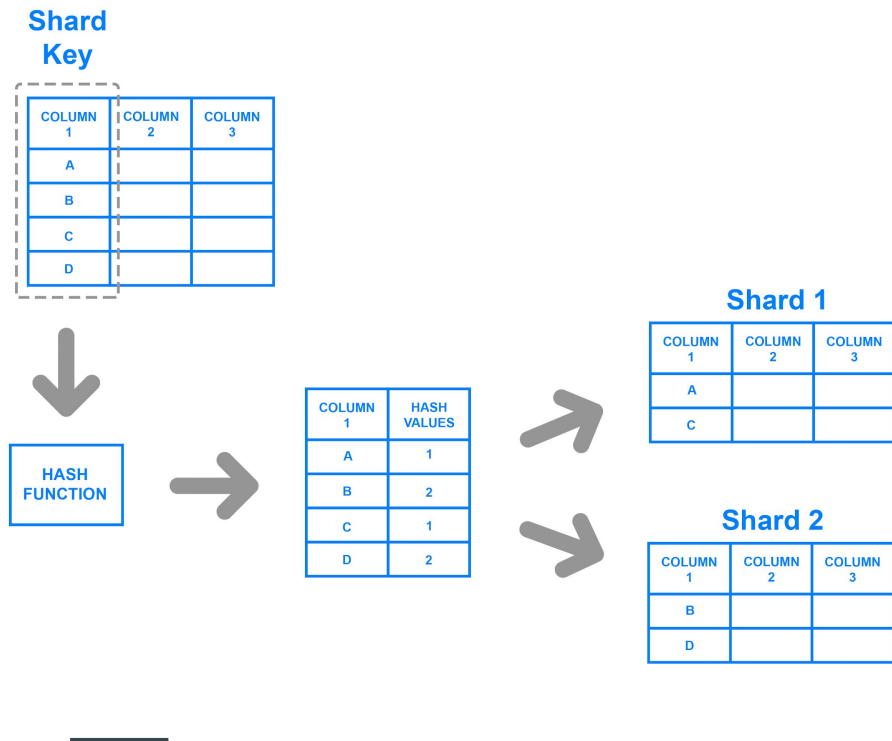 Shard
Key
COLUMN COLUMN COLUMN
1 2 3
A
B
C
D
HASH
FUNCTION
COLUMN HASH
1 VALUES
A 1
B 2
C 1
D 2
Shard 1
COLUMN COLUMN COLUMN
1 2 3
A
C
Shard 2
COLUMN COLUMN COLUMN
1 2 3
B
D